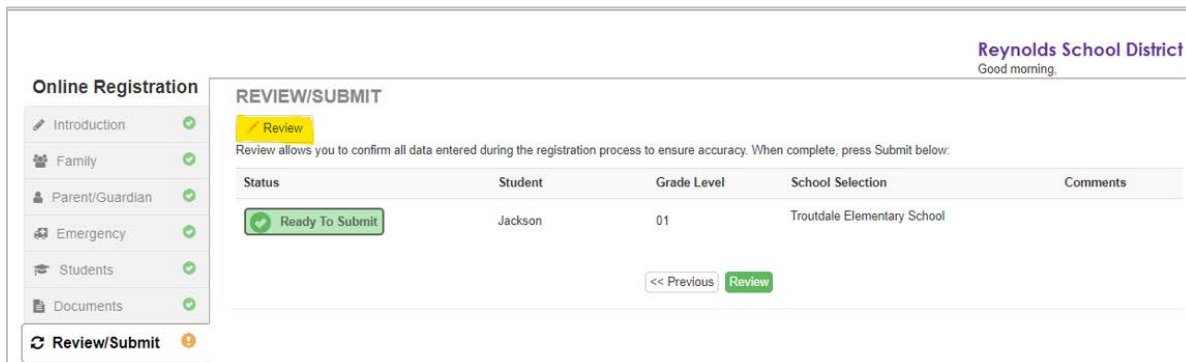 Reynolds School District
Good morning,
Online Registration
Introduction
Family
Parent/Guardian
Emergency
Students
Documents
Review/Submit
REVIEW/SUBMIT
Review
Review allows you to confirm all data entered during the registration process to ensure accuracy. When complete, press Submit below:
Status Student Grade Level School Selection Comments
Ready To Submit Jackson 01 Troutdale Elementary School
<< Previous Review